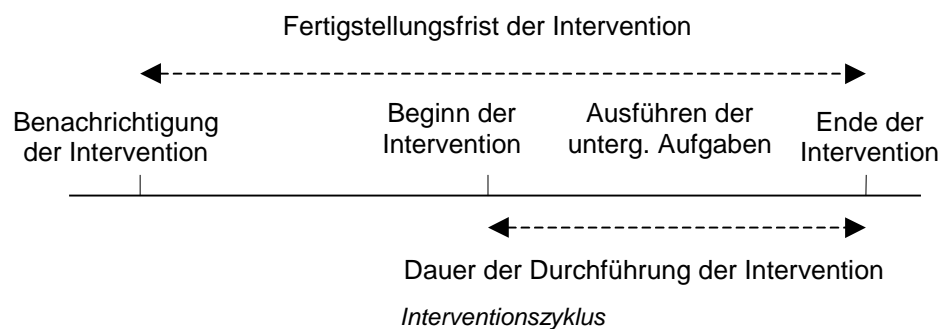 Fertigstellungsfrist der Intervention
Benachrichtigung
der Intervention
Beginn der
Intervention
Ausführen der
unterg. Aufgaben
Ende der
Intervention
Dauer der Durchführung der Intervention
Interventionszyklus